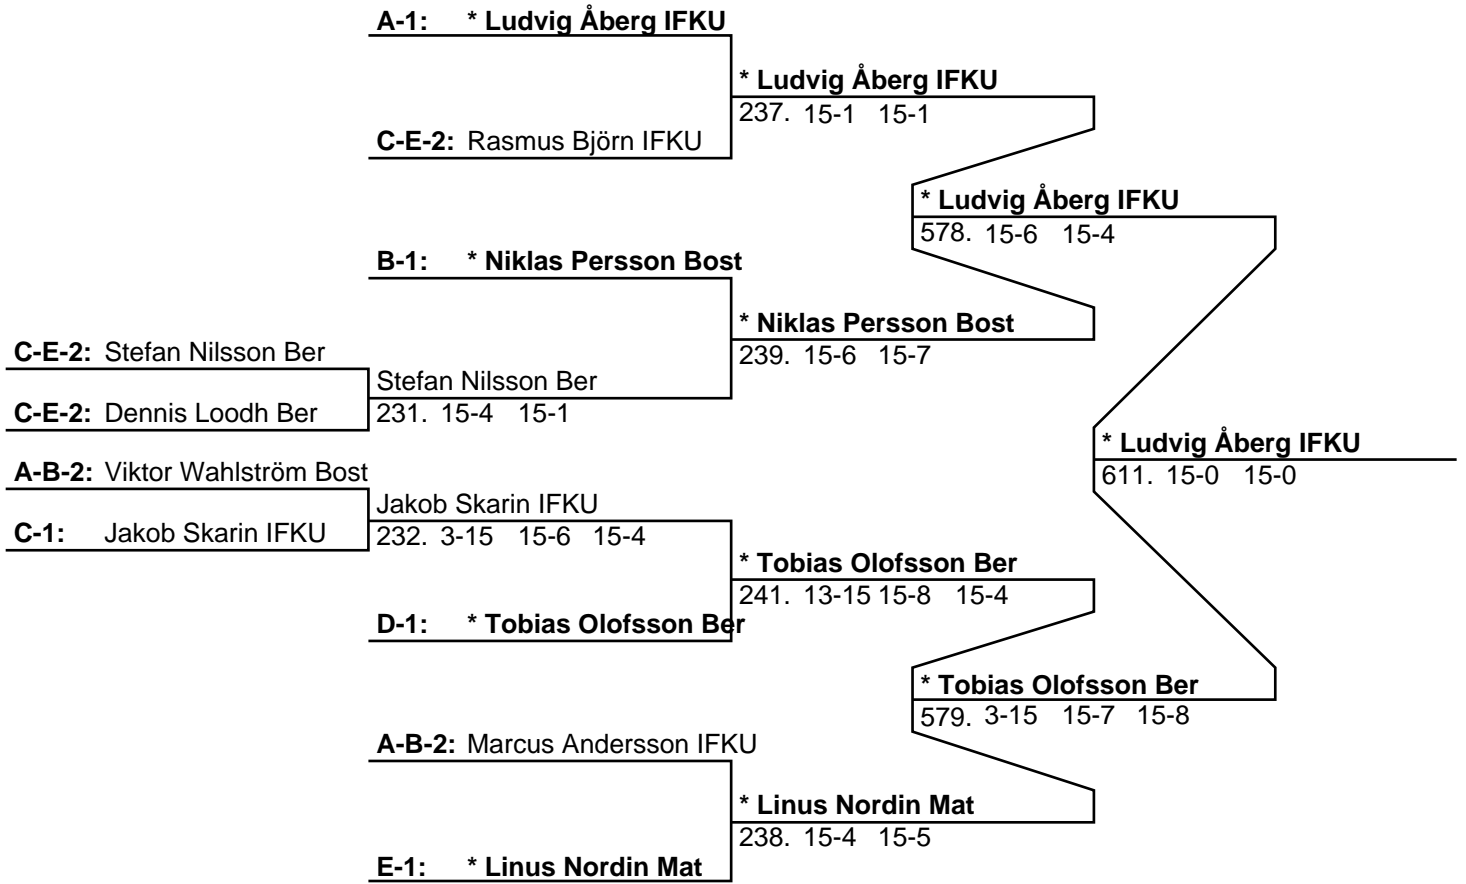 A-1: * Ludvig Åberg IFKU
* Ludvig Åberg IFKU
237. 15-1 15-1
C-E-2: Rasmus Björn IFKU
* Ludvig Åberg IFKU
578. 15-6 15-4
B-1: * Niklas Persson Bost
* Niklas Persson Bost
239. 15-6 15-7
C-E-2: Stefan Nilsson Ber
Stefan Nilsson Ber
231. 15-4 15-1
C-E-2: Dennis Loodh Ber
* Ludvig Åberg IFKU
611. 15-0 15-0
A-B-2: Viktor Wahlström Bost
Jakob Skarin IFKU
232. 3-15 15-6 15-4
C-1: Jakob Skarin IFKU
* Tobias Olofsson Ber
241. 13-15 15-8 15-4
D-1: * Tobias Olofsson Ber
* Tobias Olofsson Ber
579. 3-15 15-7 15-8
A-B-2: Marcus Andersson IFKU
* Linus Nordin Mat
238. 15-4 15-5
E-1: * Linus Nordin Mat